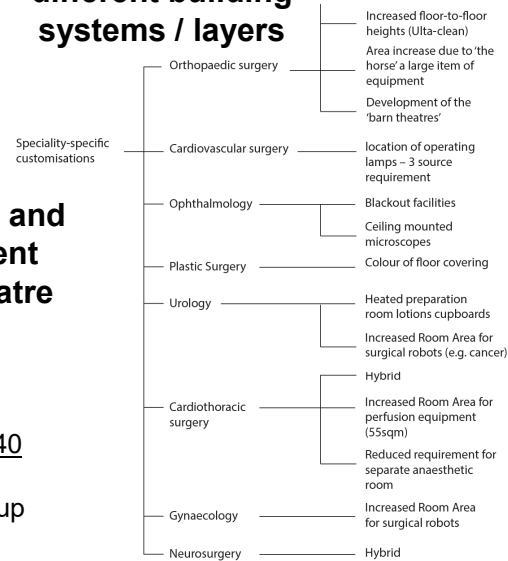 different building
systems / layers
and
ent
atre
40
up
Speciality-specific
customisations
Orthopaedic surgery
Increased floor-to-floor
heights (Ulta-clean)
Area increase due to 'the
horse' a large item of
equipment
Development of the
'barn theatres'
Cardiovascular surgery
location of operating
lamps – 3 source
requirement
Ophthalmology
Blackout facilities
Ceiling mounted
microscopes
Plastic Surgery
Colour of floor covering
Urology
Heated preparation
room lotions cupboards
Increased Room Area for
surgical robots (e.g. cancer)
Cardiothoracic
surgery
Hybrid
Increased Room Area for
perfusion equipment
(55sqm)
Reduced requirement for
separate anaesthetic
room
Gynaecology
Increased Room Area
for surgical robots
Neurosurgery
Hybrid